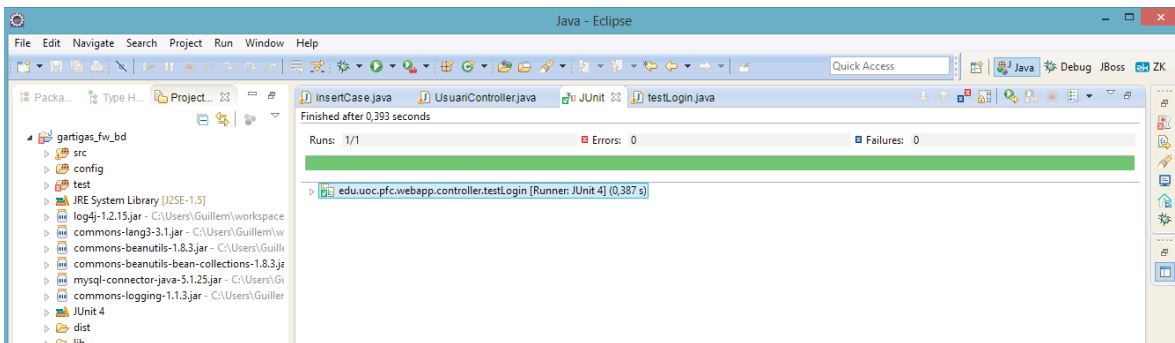 Java - Eclipse
File Edit Navigate Search Project Run Window Help
Quick Access Java Debug JBoss ZK
Packa... Type H... Project...
insertCase.java UsuariController.java JUnit testLogin.java
Finished after 0,393 seconds
Runs: 1/1 Errors: 0 Failures: 0
edu.uoc.pfc.webapp.controller.testLogin [Runner: JUnit 4] (0,387 s)
gartigas_fw_bd
src
config
test
JRE System Library [J2SE-1.5]
log4j-1.2.15.jar - C:\Users\Guillem\workspace
commons-lang3-3.1.jar - C:\Users\Guillem\w
commons-beanutils-1.8.3.jar - C:\Users\Guille
commons-beanutils-bean-collections-1.8.3.ja
mysql-connector-java-5.1.25.jar - C:\Users\Gu
commons-logging-1.1.3.jar - C:\Users\Guiller
JUnit 4
dist
lib